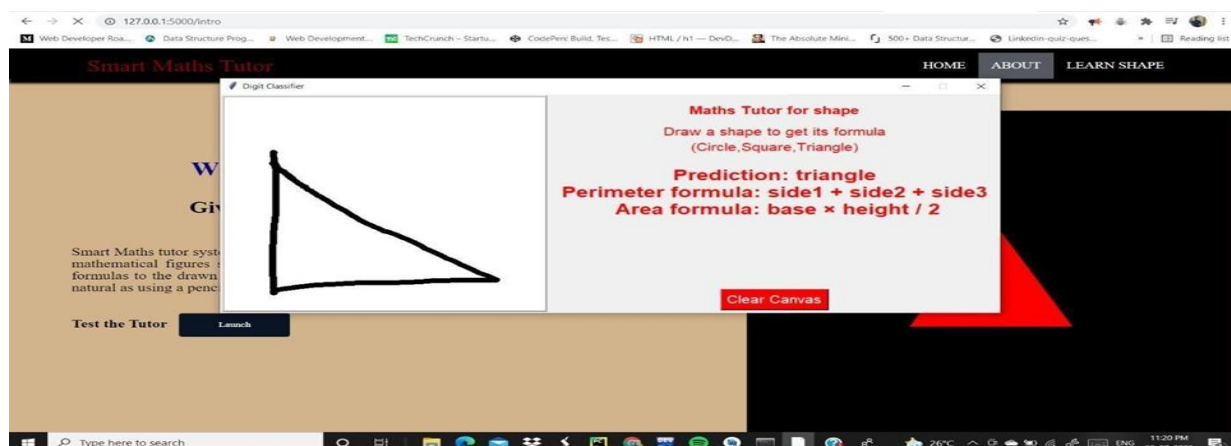 127.0.0.1:5000/intro
Web Developer Roa... Data Structure Prog... Web Development... TechCrunch – Startu... CodePen: Build, Tes... HTML / h1 — DevD... The Absolute Mini... 500+ Data Structur... Linkedin-quiz-ques... » Reading list
Smart Maths Tutor HOME ABOUT LEARN SHAPE
Digit Classifier
Maths Tutor for shape
Draw a shape to get its formula
(Circle,Square,Triangle)
Prediction: triangle
Perimeter formula: side1 + side2 + side3
Area formula: base × height / 2
Clear Canvas
W
Giv
Smart Maths tutor syst
mathematical figures
formulas to the drawn
natural as using a penc
Test the Tutor Launch
Type here to search 26°C ENG 11:20 PM